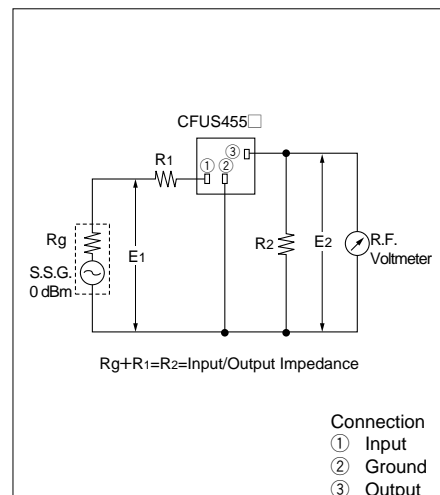 CFUS455□
③
R1
①
②
Rg
E1
R2
E2
R.F.
Voltmeter
S.S.G.
0 dBm
Rg+R1=R2=Input/Output Impedance
Connection
① Input
② Ground
③ Output